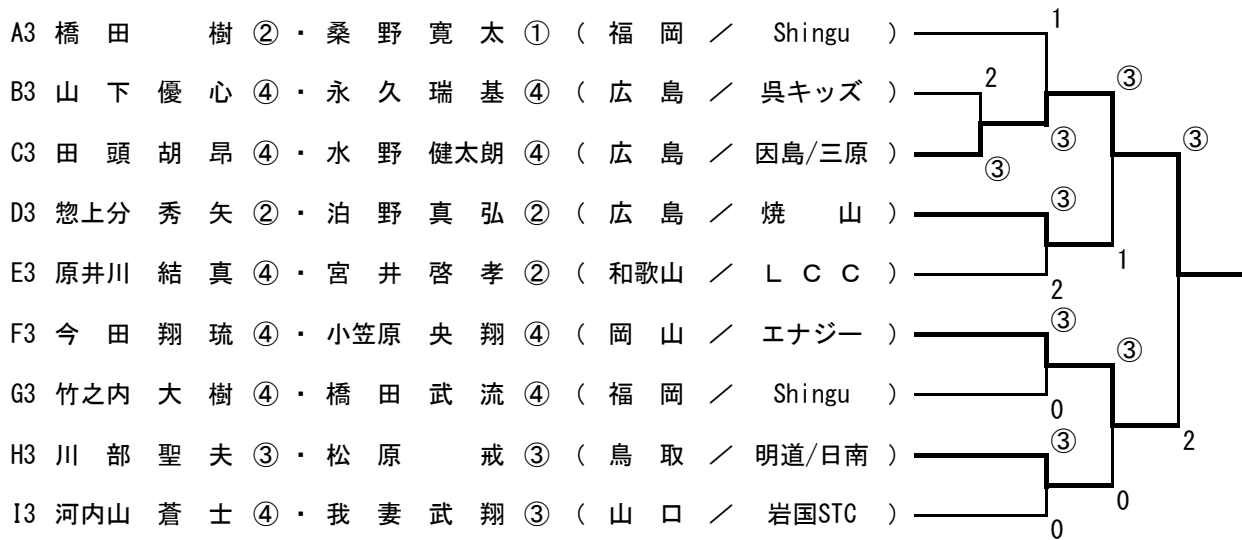 A3 橋田 樹 ② ・ 桑野寛太 ① ( 福岡 ／ Shingu ) 1
B3 山下優心 ④ ・ 永久瑞基 ④ ( 広島 ／ 呉キッズ ) 2 ③
C3 田頭胡昂 ④ ・ 水野健太朗 ④ ( 広島 ／ 因島/三原 ) ③ ③ ③
D3 惣上分秀矢 ② ・ 泊野真弘 ② ( 広島 ／ 焼山 ) ③
E3 原井川結真 ④ ・ 宮井啓孝 ② ( 和歌山 ／ ＬＣＣ ) 2 1
F3 今田翔琉 ④ ・ 小笠原央翔 ④ ( 岡山 ／ エナジー ) ③ ③
G3 竹之内大樹 ④ ・ 橋田武流 ④ ( 福岡 ／ Shingu ) 0
H3 川部聖夫 ③ ・ 松原 戒 ③ ( 鳥取 ／ 明道/日南 ) ③ 2
I3 河内山蒼士 ④ ・ 我妻武翔 ③ ( 山口 ／ 岩国STC ) 0 0